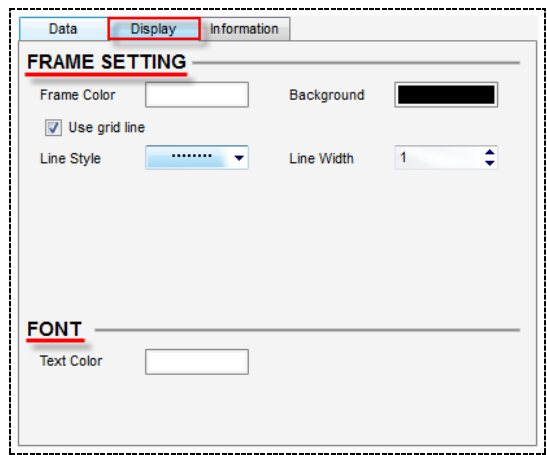 Data Display Information
FRAME SETTING
Frame Color Background
Use grid line
Line Style Line Width 1
FONT
Text Color